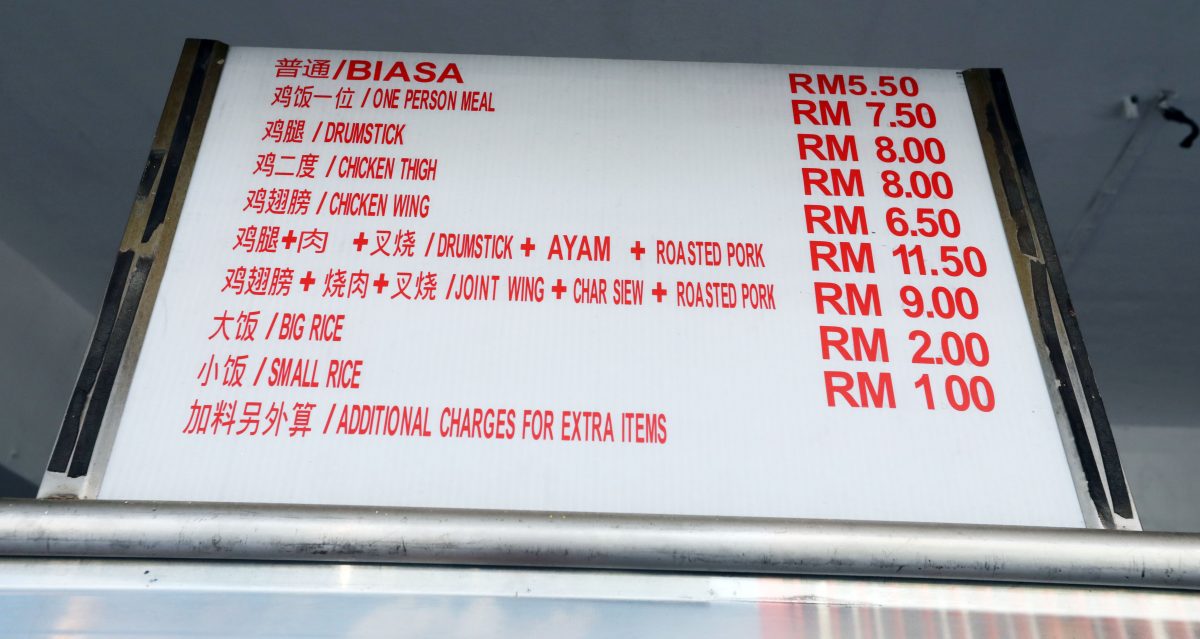 普通/BIASA RM5.50
鸡饭一位 / ONE PERSON MEAL RM 7.50
鸡腿 / DRUMSTICK RM 8.00
鸡二度 / CHICKEN THIGH RM 8.00
鸡翅膀 / CHICKEN WING RM 6.50
鸡腿+肉 +叉烧 / DRUMSTICK + AYAM + ROASTED PORK RM 11.50
鸡翅膀+ 烧肉+叉烧 /JOINT WING + CHAR SIEW + ROASTED PORK RM 9.00
大饭 / BIG RICE RM 2.00
小饭 / SMALL RICE RM 1 00
加料另外算 / ADDITIONAL CHARGES FOR EXTRA ITEMS